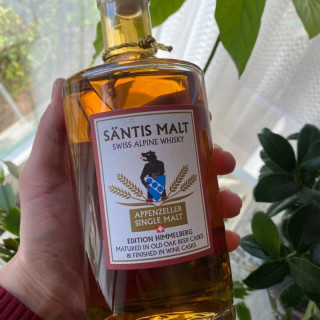 SÄNTIS MALT
SWISS ALPINE WHISKY
APPENZELLER
SINGLE MALT
EDITION HIMMELBERG
MATURED IN OLD OAK BEER CASKS
& FINISHED IN WINE CASKS